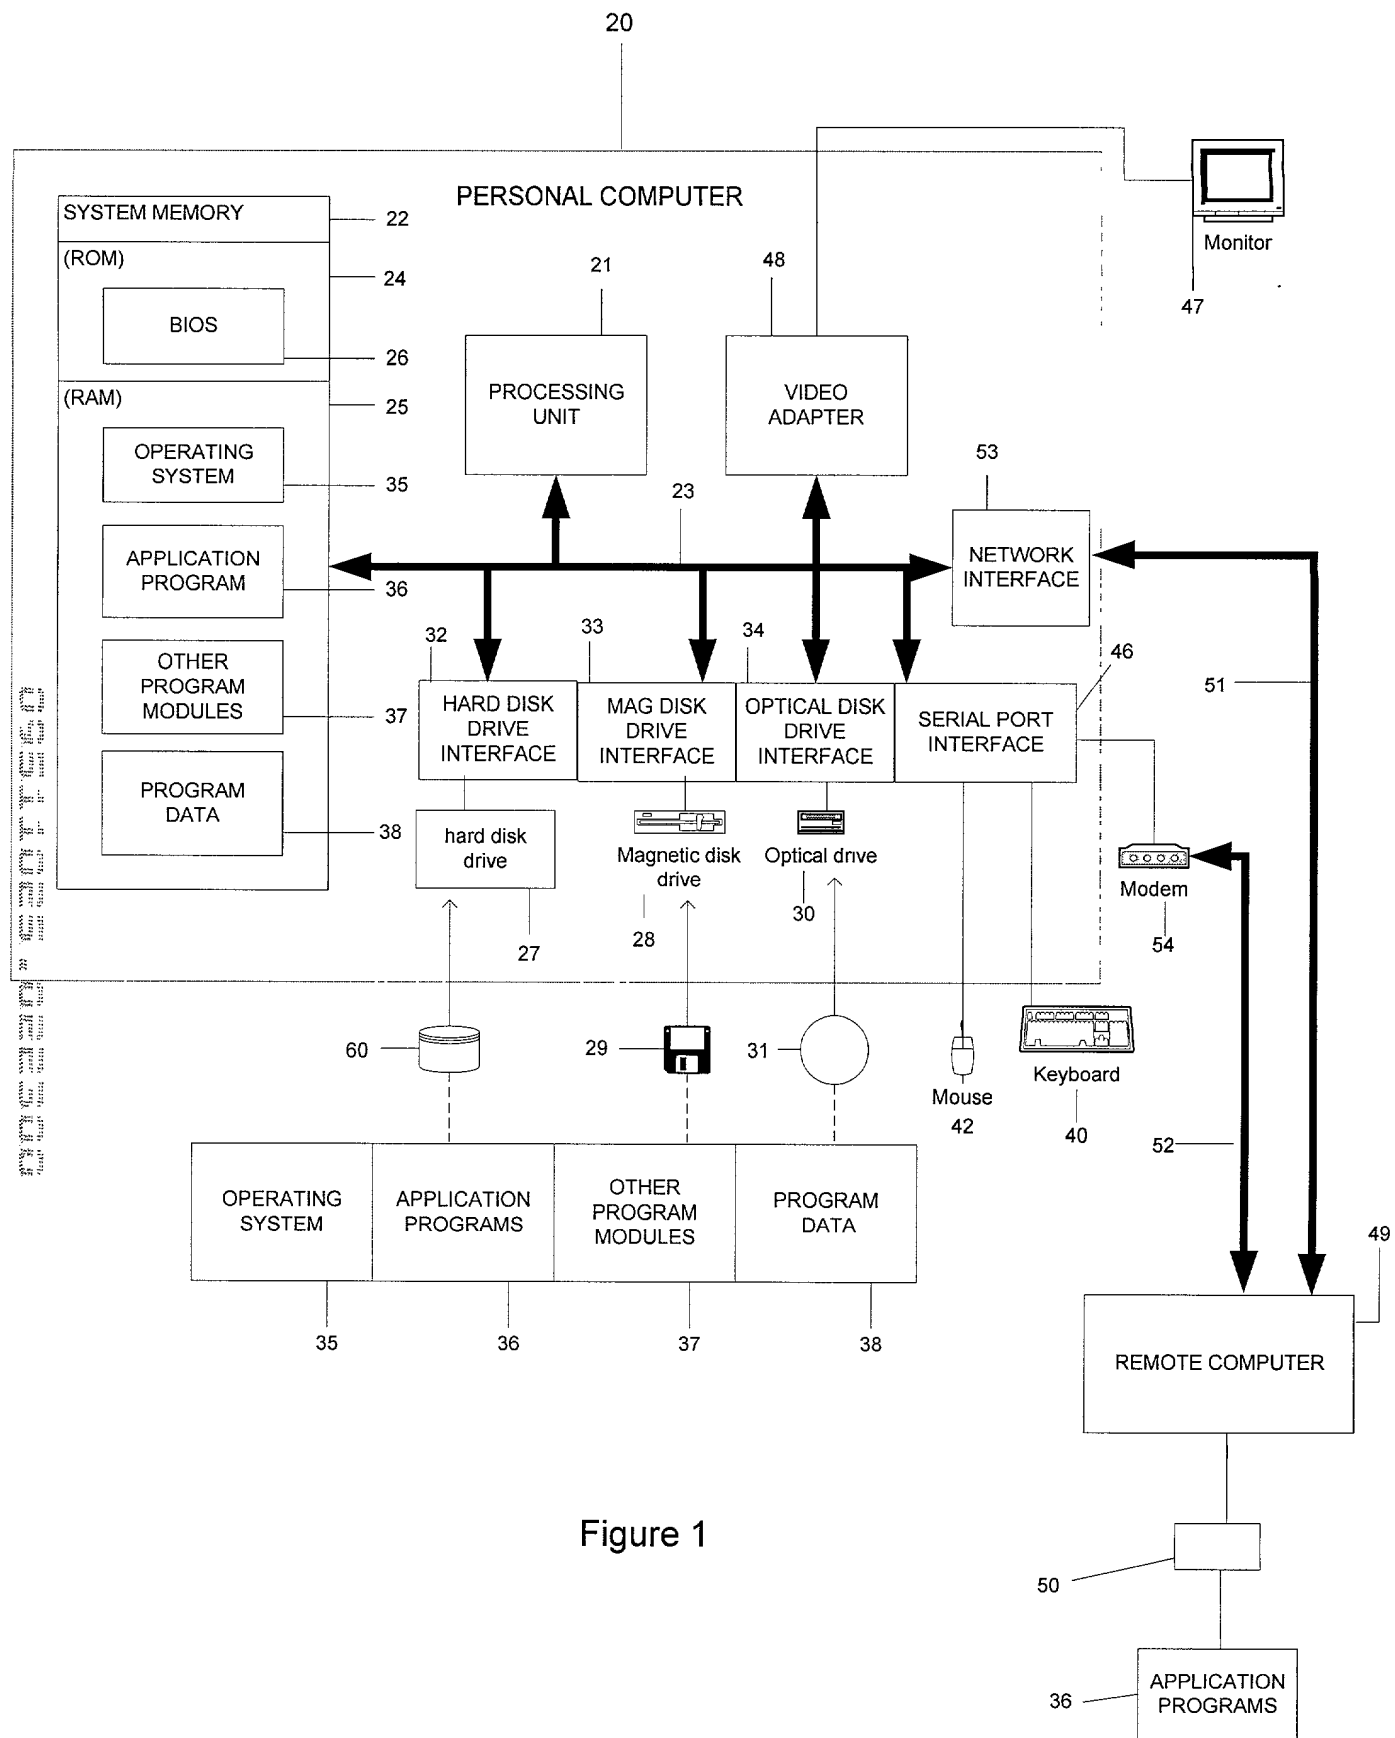 20
PERSONAL COMPUTER
SYSTEM MEMORY
22
(ROM)
24
BIOS
26
(RAM)
25
OPERATING
SYSTEM
35
APPLICATION
PROGRAM
36
OTHER
PROGRAM
MODULES
37
PROGRAM
DATA
38
21
PROCESSING
UNIT
48
VIDEO
ADAPTER
Monitor
47
23
53
NETWORK
INTERFACE
32
HARD DISK
DRIVE
INTERFACE
33
MAG DISK
DRIVE
INTERFACE
34
OPTICAL DISK
DRIVE
INTERFACE
46
SERIAL PORT
INTERFACE
51
hard disk
drive
27
Magnetic disk
drive
28
Optical drive
30
Modem
54
60
29
31
Mouse
42
Keyboard
40
52
OPERATING
SYSTEM
APPLICATION
PROGRAMS
OTHER
PROGRAM
MODULES
PROGRAM
DATA
35
36
37
38
49
REMOTE COMPUTER
Figure 1
50
36
APPLICATION
PROGRAMS